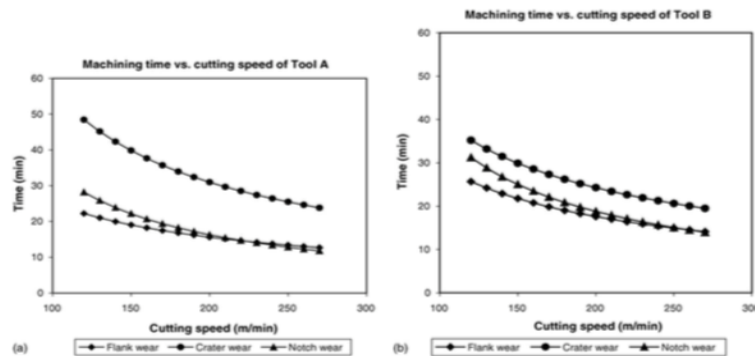 Machining time vs. cutting speed of Tool A
60
50
40
30
20
10
0
Time (min)
100 150 200 250 300
Cutting speed (m/min)
(a) Flank wear Crater wear Notch wear
Machining time vs. cutting speed of Tool B
60
50
40
30
20
10
0
Time (min)
100 150 200 250 300
Cutting speed (m/min)
(b) Flank wear Crater wear Notch wear